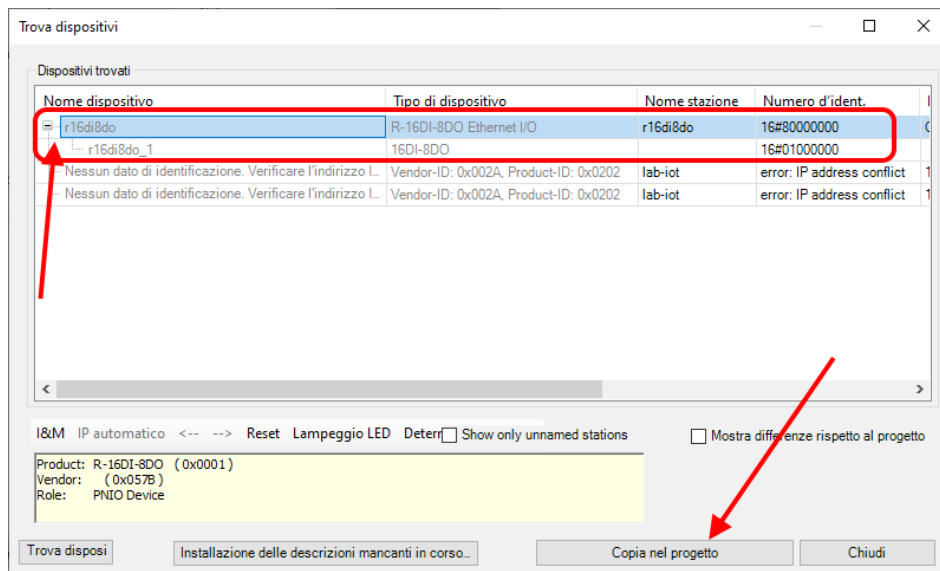 Trova dispositivi
Dispositivi trovati
Nome dispositivo Tipo di dispositivo Nome stazione Numero d'ident.
r16di8do R-16DI-8DO Ethernet I/O r16di8do 16#80000000
r16di8do_1 16DI-8DO 16#01000000
Nessun dato di identificazione. Verificare l'indirizzo I... Vendor-ID: 0x002A, Product-ID: 0x0202 lab-iot error: IP address conflict 1
Nessun dato di identificazione. Verificare l'indirizzo I... Vendor-ID: 0x002A, Product-ID: 0x0202 lab-iot error: IP address conflict 1
I&M IP automatico <-- --> Reset Lampeggio LED Deterr Show only unnamed stations Mostra differenze rispetto al progetto
Product: R-16DI-8DO (0x0001)
Vendor: (0x057B)
Role: PNIO Device
Trova disposi Installazione delle descrizioni mancanti in corso... Copia nel progetto Chiudi